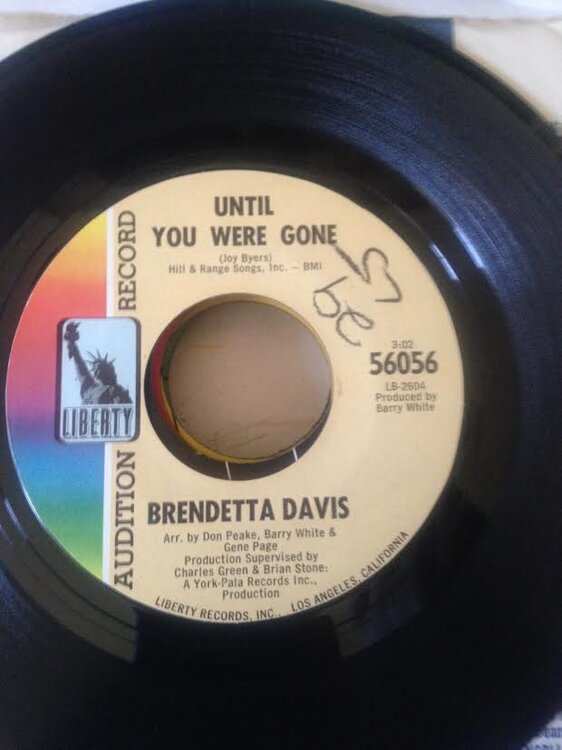 UNTIL
YOU WERE GONE
(Joy Byers)
Hill & Range Songs, Inc. — BMI
be
3:02
56056
LB-2604
Produced by
Barry White
AUDITION RECORD
LIBERTY
BRENDETTA DAVIS
Arr. by Don Peake, Barry White &
Gene Page
Production Supervised by
Charles Green & Brian Stone:
A York-Pala Records Inc.,
Production
LIBERTY RECORDS, INC., LOS ANGELES, CALIFORNIA